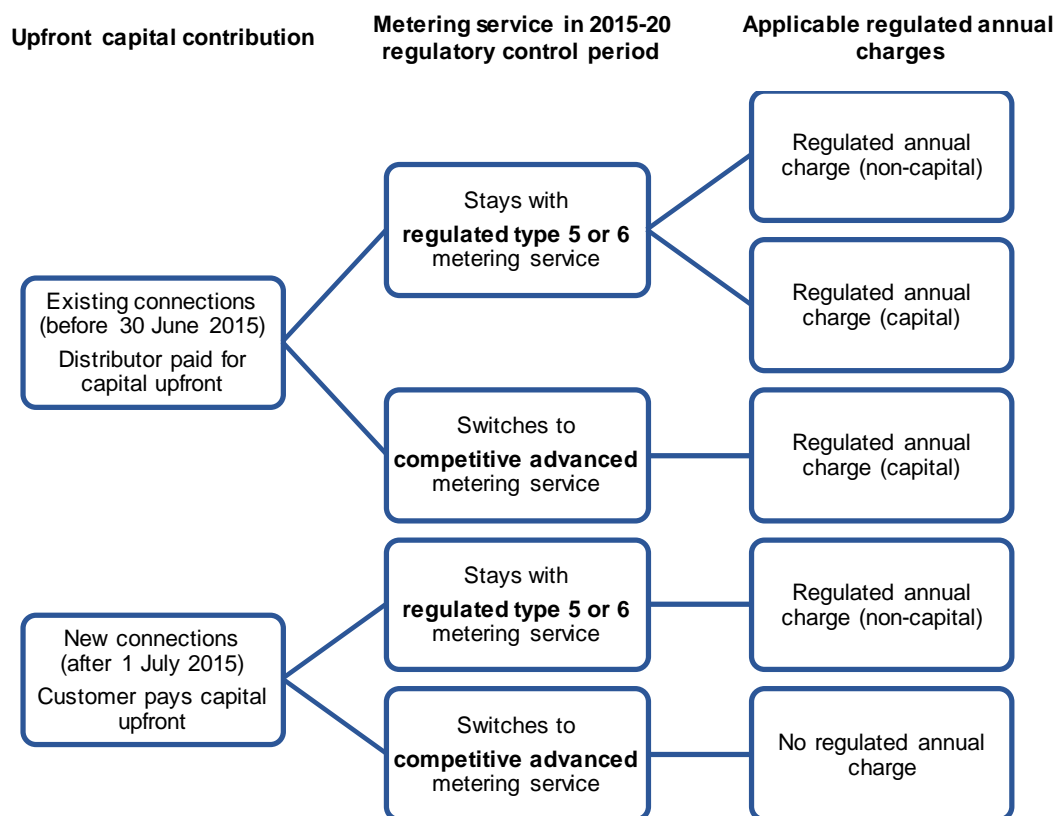 Upfront capital contribution
Metering service in 2015-20
regulatory control period
Applicable regulated annual
charges
Existing connections
(before 30 June 2015)
Distributor paid for
capital upfront
Stays with
regulated type 5 or 6
metering service
Regulated annual
charge (non-capital)
Regulated annual
charge (capital)
Switches to
competitive advanced
metering service
Regulated annual
charge (capital)
New connections
(after 1 July 2015)
Customer pays capital
upfront
Stays with
regulated type 5 or 6
metering service
Regulated annual
charge (non-capital)
Switches to
competitive advanced
metering service
No regulated annual
charge